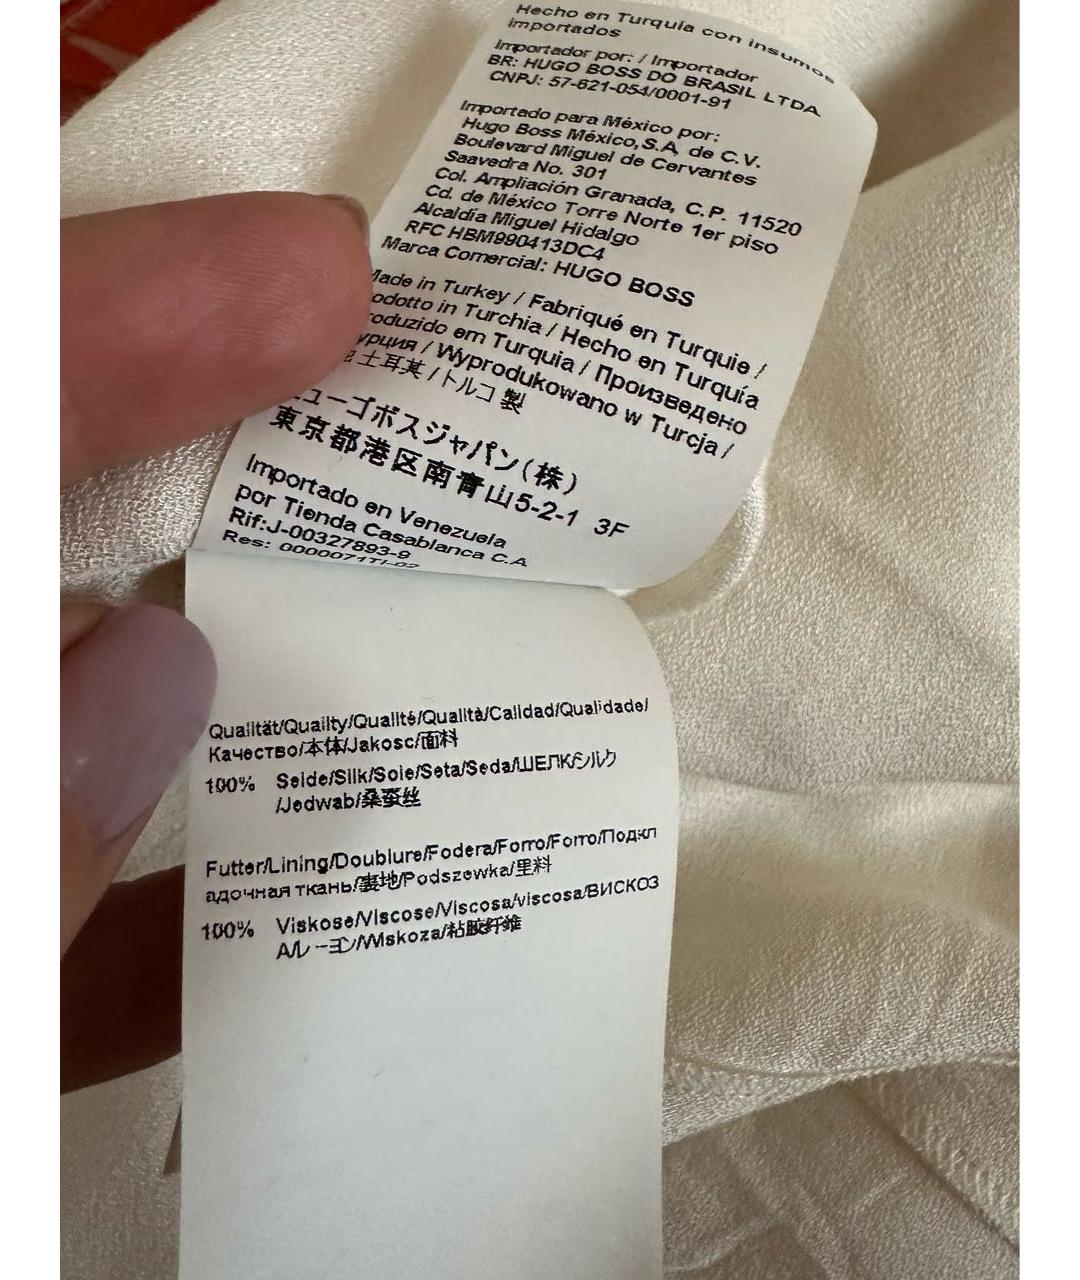 Hecho en Turquía con insumos
importados
Importador por: / Importador
BR: HUGO BOSS DO BRASIL LTDA
CNPJ: 57-621-054/0001-91
Importado para México por:
Hugo Boss México,S.A. de C.V.
Boulevard Miguel de Cervantes
Saavedra No. 301
Col. Ampliación Granada, C.P. 11520
Cd. de México Torre Norte 1er piso
Alcaldía Miguel Hidalgo
RFC HBM990413DC4
Marca Comercial: HUGO BOSS
Made in Turkey / Fabriqué en Turquie /
odotto in Turchia / Hecho en Turquía
roduzido em Turquia / Произведено
урция / Wyprodukowano w Turcja /
土耳其 / トルコ 製
ューゴボスジャパン(株)
東京都港区南青山5-2-1 3F
Importado en Venezuela
por Tienda Casablanca C.A
Rif:J-00327893-9
Res: 0000071TI-02
Qualität/Quality/Qualité/Qualità/Calidad/Qualidade/
Качество/本体/Jakosc/面料
100% Seide/Silk/Soie/Seta/Seda/ШЕЛК/シルク
/Jedwab/桑蚕丝
Futter/Lining/Doublure/Fodera/Forro/Forro/Подкл
адочная ткань/裏地/Podszewka/里料
100% Viskose/Viscose/Viscosa/viscosa/ВИСКОЗ
А/レーヨン/Wiskoza/粘胶纤维